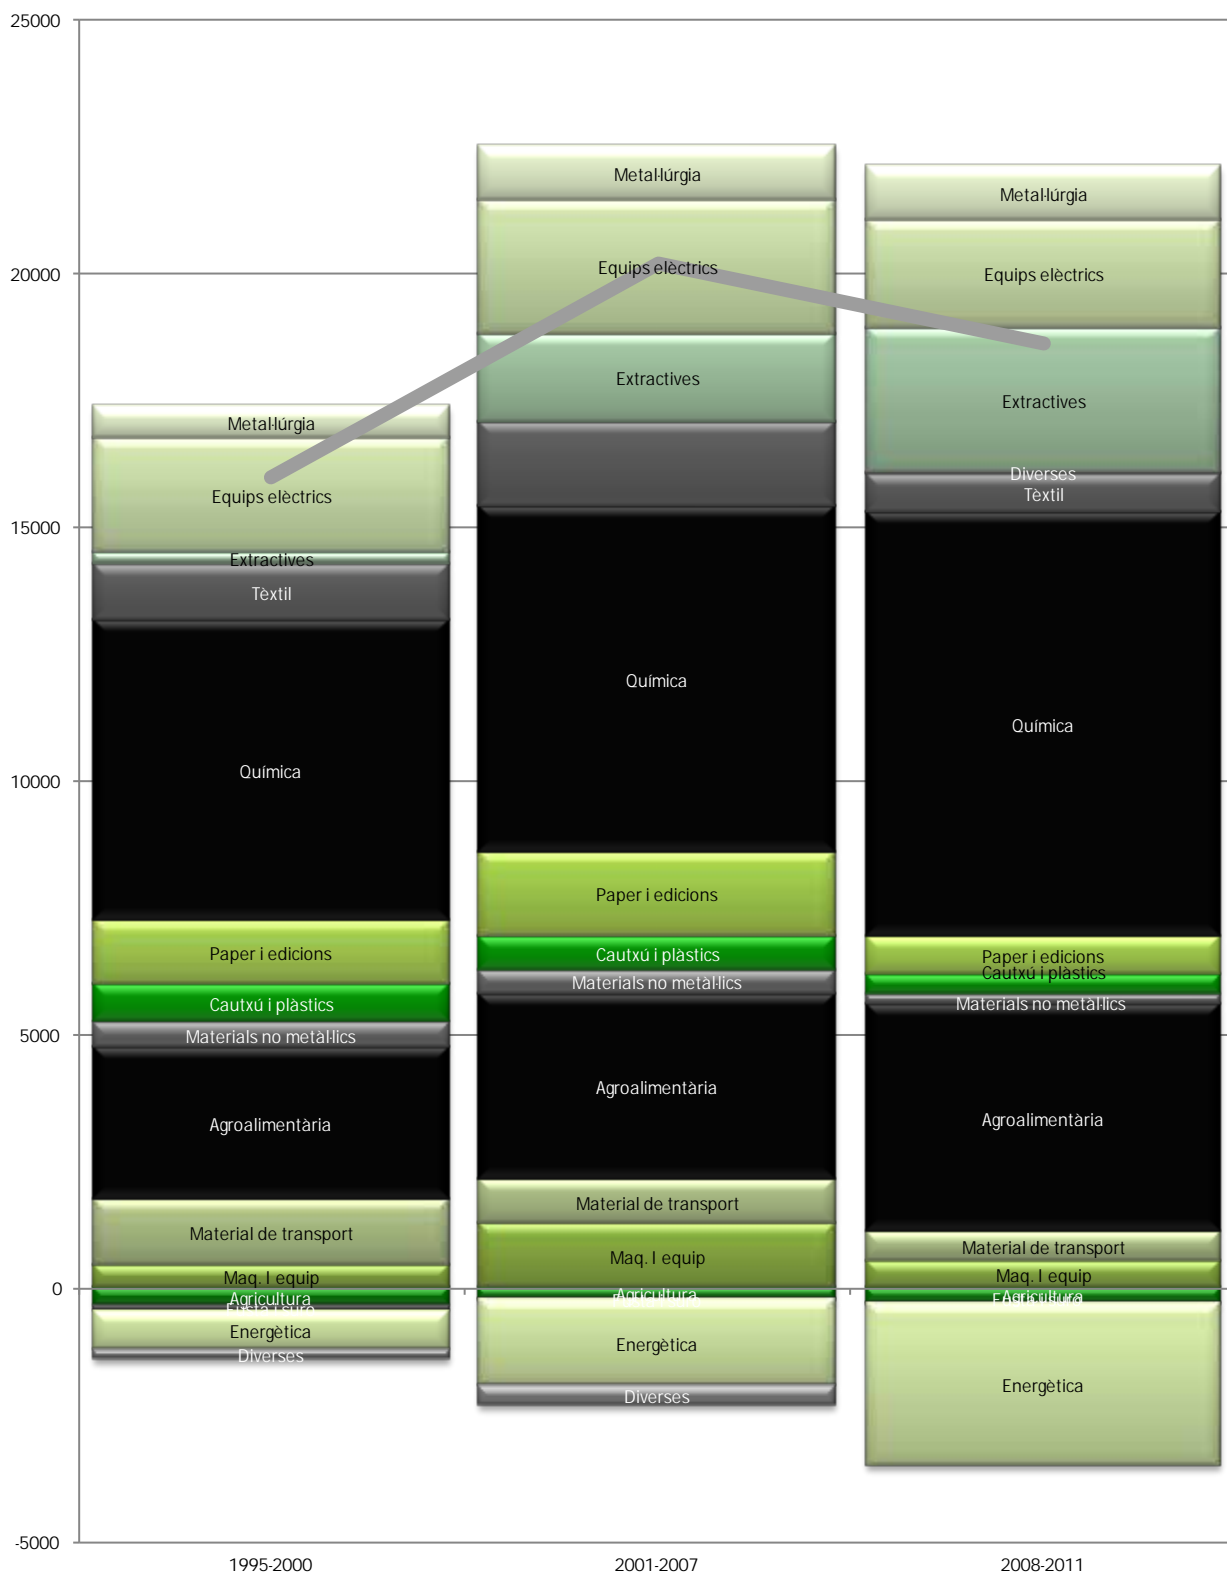 25000
20000
15000
10000
5000
0
-5000
Metal·lúrgia
Equips elèctrics
Extractives
Tèxtil
Química
Paper i edicions
Cautxú i plàstics
Materials no metàl·lics
Agroalimentària
Material de transport
Maq. I equip
Agricultura
Fusta i suro
Energètica
Diverses
Metal·lúrgia
Equips elèctrics
Extractives
Química
Paper i edicions
Cautxú i plàstics
Materials no metàl·lics
Agroalimentària
Material de transport
Maq. I equip
Agricultura
Energètica
Diverses
Metal·lúrgia
Equips elèctrics
Extractives
Diverses
Tèxtil
Química
Paper i edicions
Cautxú i plàstics
Materials no metàl·lics
Agroalimentària
Material de transport
Maq. I equip
Agricultura
Fusta i suro
Energètica
1995-2000
2001-2007
2008-2011